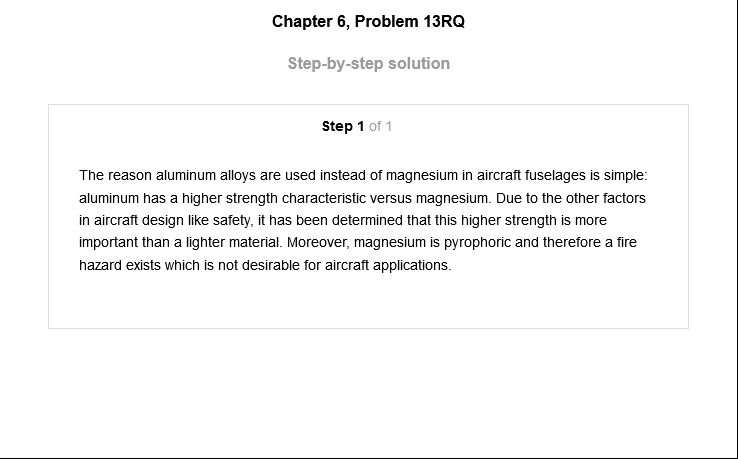 Chapter 6, Problem 13RQ
Step-by-step solution
Step 1 of 1
The reason aluminum alloys are used instead of magnesium in aircraft fuselages is simple:
aluminum has a higher strength characteristic versus magnesium. Due to the other factors
in aircraft design like safety, it has been determined that this higher strength is more
important than a lighter material. Moreover, magnesium is pyrophoric and therefore a fire
hazard exists which is not desirable for aircraft applications.